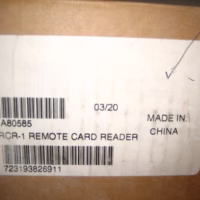 03/20
A80585
MADE IN
CHINA
RCR-1 REMOTE CARD READER
723193826911